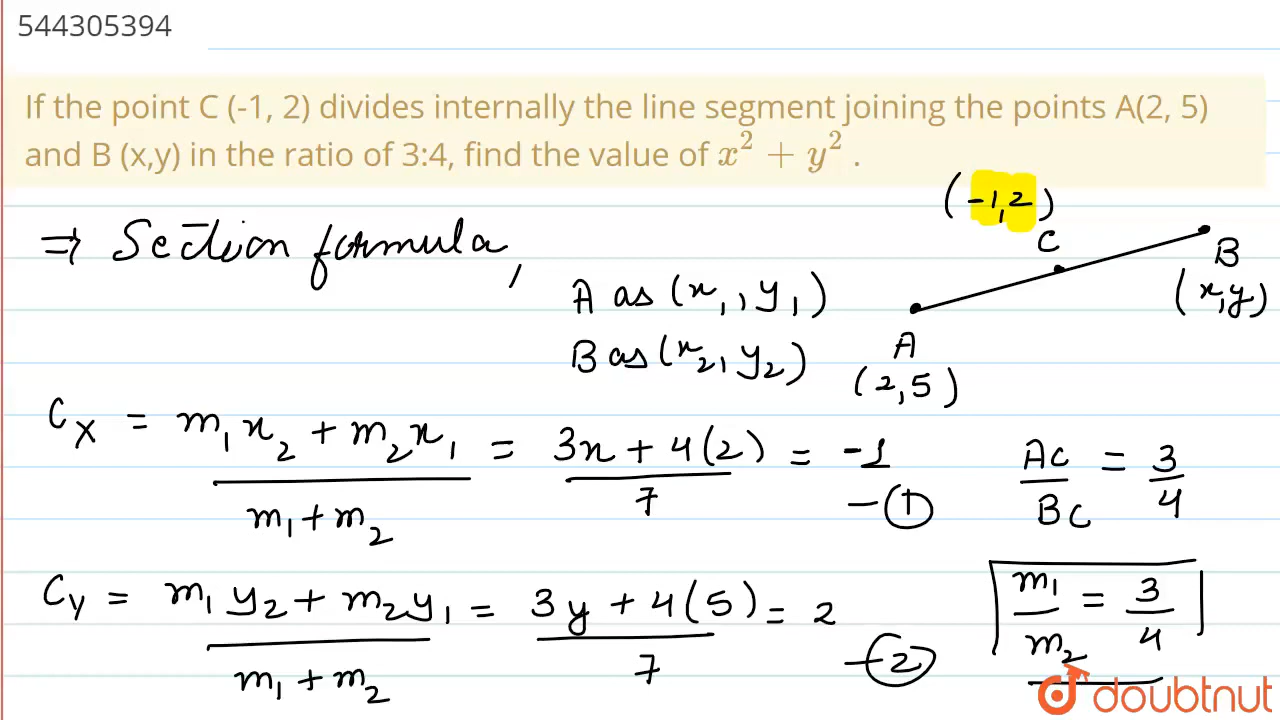 544305394
If the point C (-1, 2) divides internally the line segment joining the points A(2, 5)
and B (x,y) in the ratio of 3:4, find the value of x² + y² .
(-1,2)
⇒ Section formula,
C
B
(x,y)
A as (x₁, y₁)
B as (x₂, y₂)
A
(2,5)
Cₓ = m₁x₂ + m₂x₁ / m₁ + m₂ = 3x + 4(2) / 7 = -1 — ①
AC / BC = 3 / 4
Cᵧ = m₁y₂ + m₂y₁ / m₁ + m₂ = 3y + 4(5) / 7 = 2 — ②
m₁ / m₂ = 3 / 4
doubtnut